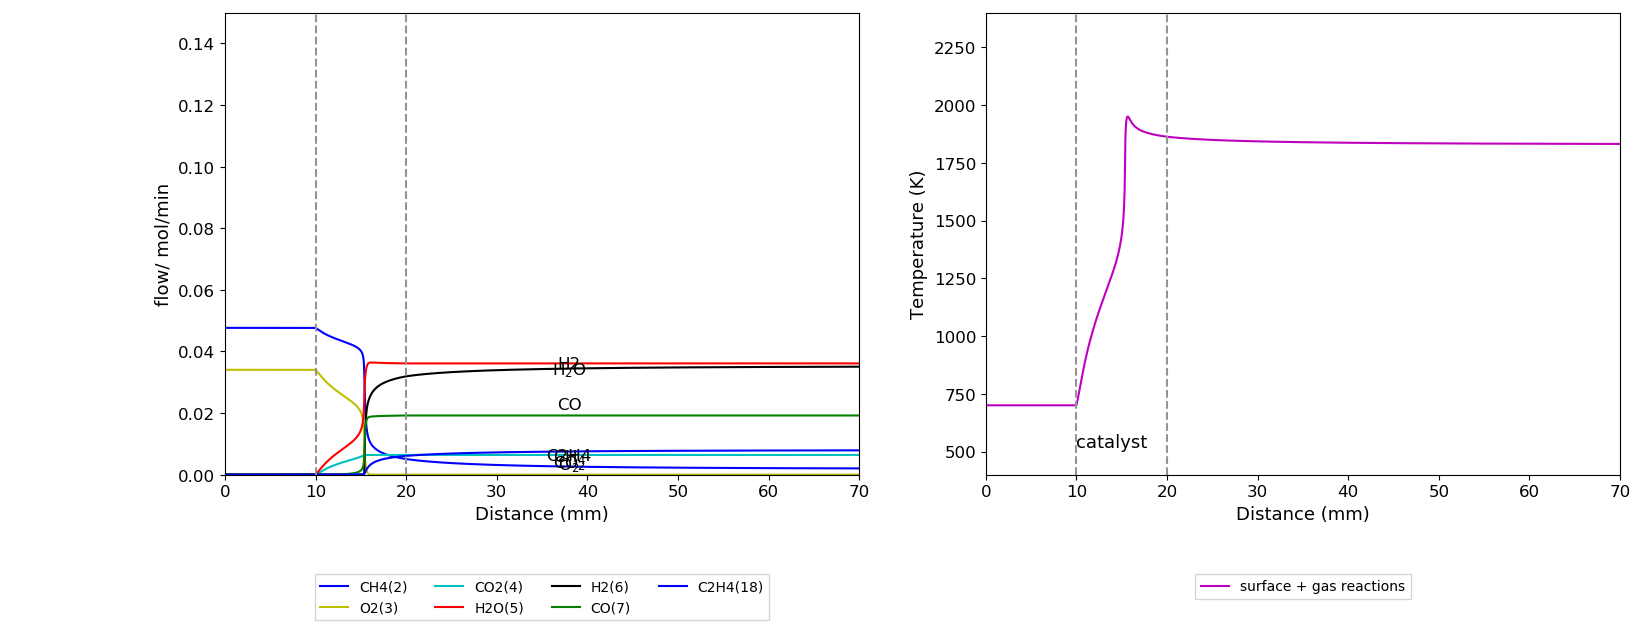 0.14
0.12
0.10
0.08
0.06
0.04
0.02
0.00
flow/ mol/min
H2
H₂O
CO
C2H4
0 10 20 30 40 50 60 70
Distance (mm)
CH4(2) CO2(4) H2(6) C2H4(18)
O2(3) H2O(5) CO(7)
2250
2000
1750
1500
1250
1000
750
500
Temperature (K)
catalyst
0 10 20 30 40 50 60 70
Distance (mm)
surface + gas reactions